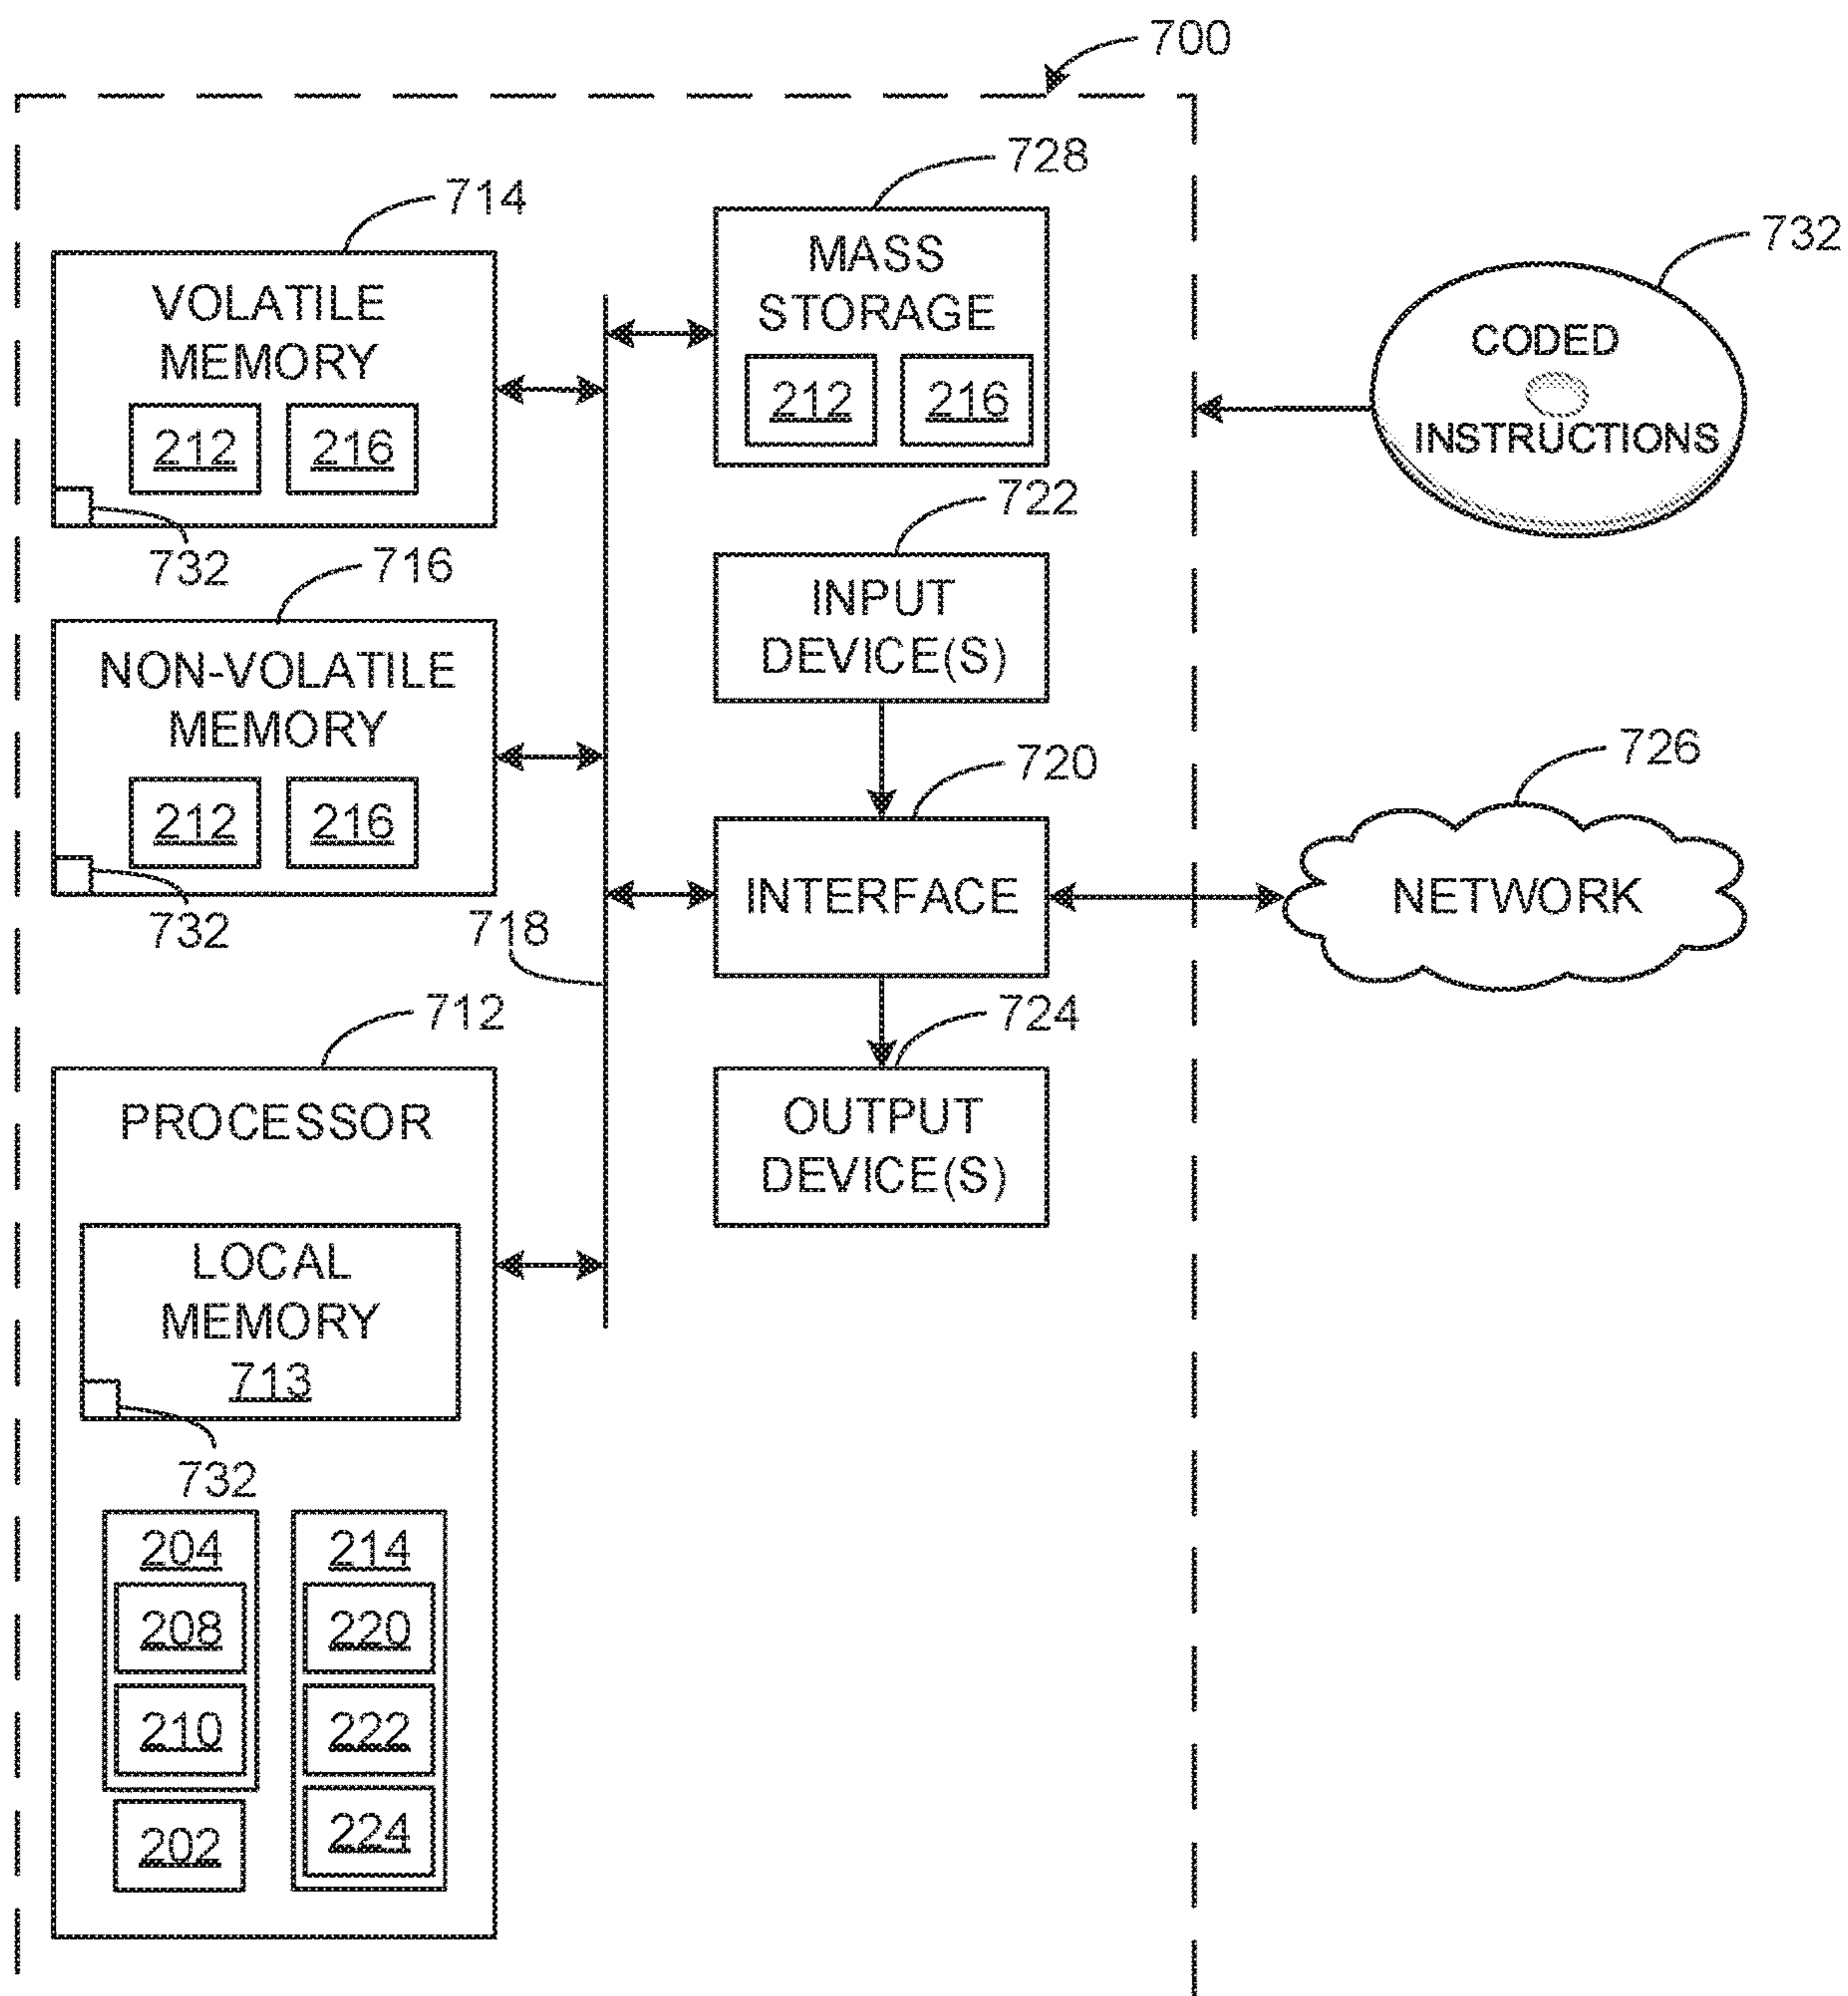 700
714
VOLATILE
MEMORY
212 216
732
716
NON-VOLATILE
MEMORY
212 216
732
718
712
PROCESSOR
LOCAL
MEMORY
713
732
204
208
210
202
214
220
222
224
728
MASS
STORAGE
212 216
722
INPUT
DEVICE(S)
720
INTERFACE
724
OUTPUT
DEVICE(S)
732
CODED
INSTRUCTIONS
726
NETWORK